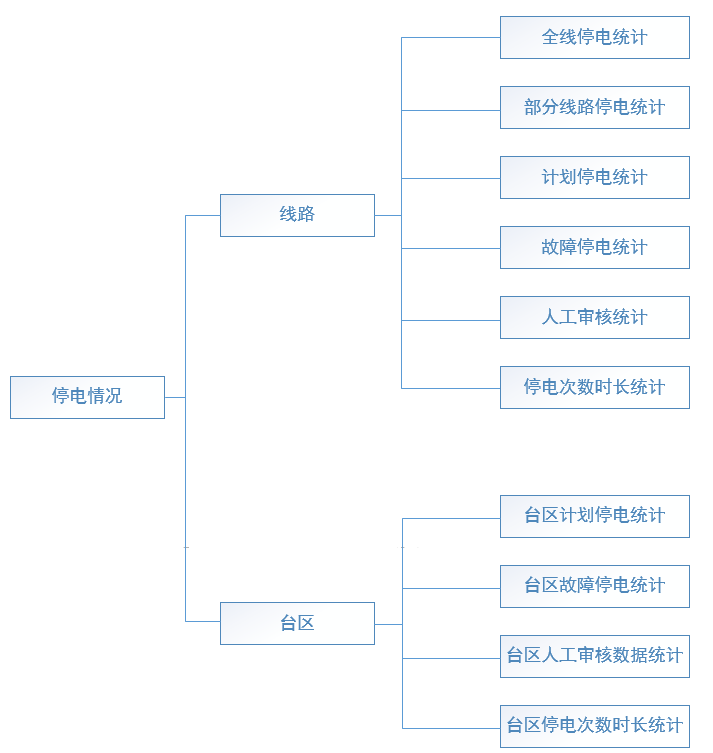 停电情况
线路
全线停电统计
部分线路停电统计
计划停电统计
故障停电统计
人工审核统计
停电次数时长统计
台区
台区计划停电统计
台区故障停电统计
台区人工审核数据统计
台区停电次数时长统计